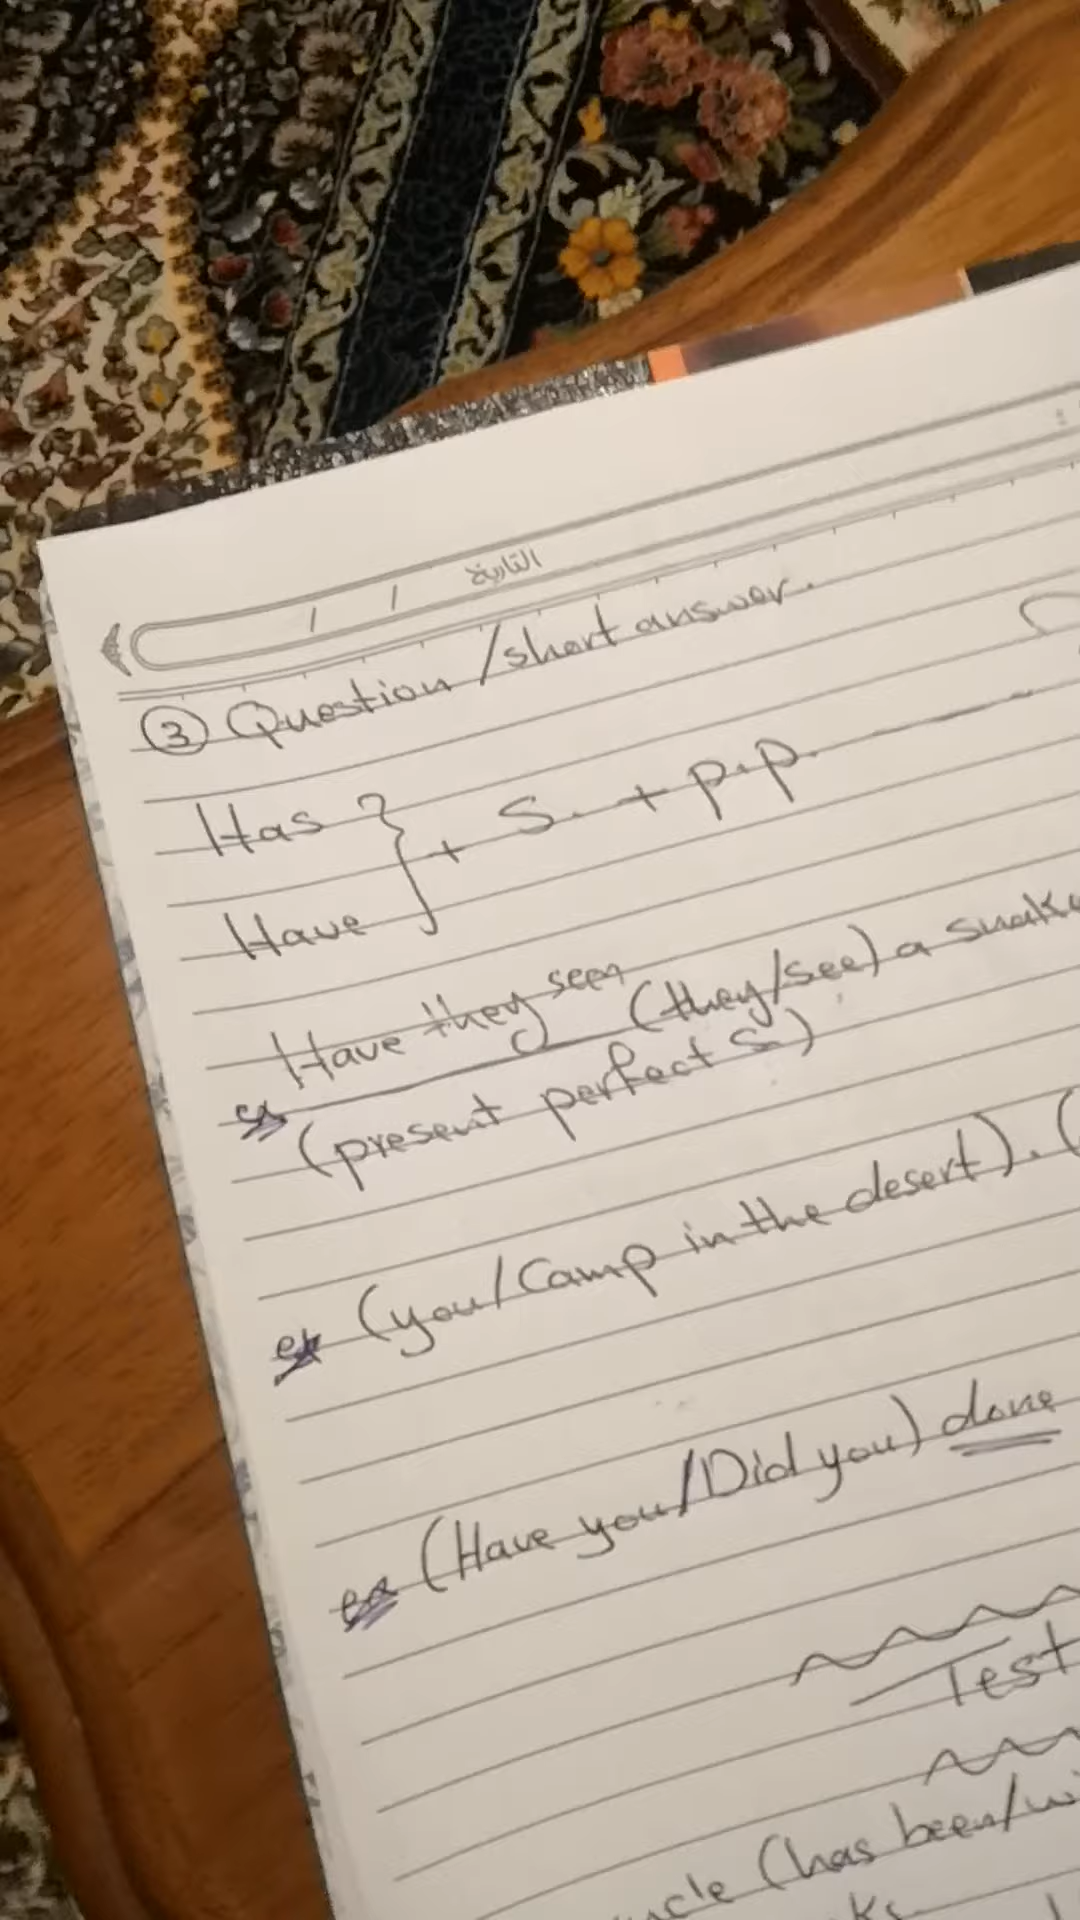 التاريخ / /
③ Question /short answer.
Has
Have } + S. + p.p.
Have they seen (they/see) a
ex (present perfect S.)
ex (you/Camp in the desert). (
ex (Have you/Did you) done
Test
(has been/